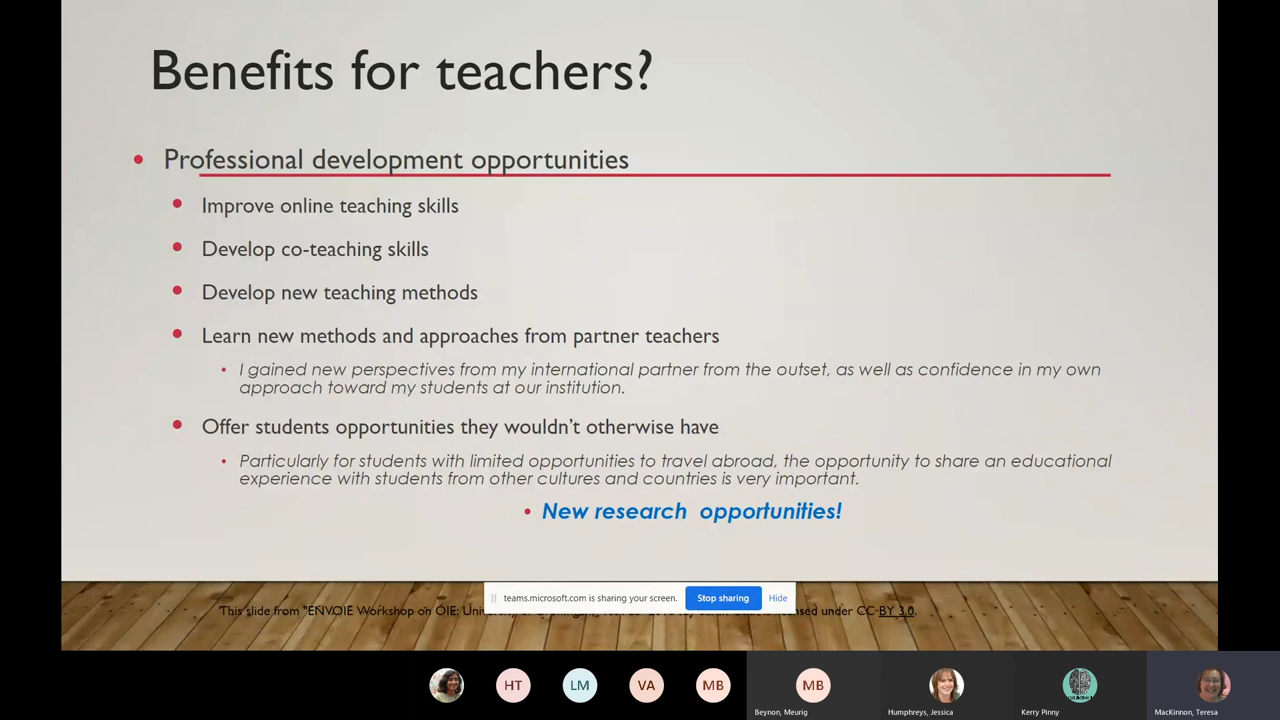 Benefits for teachers?
• Professional development opportunities
• Improve online teaching skills
• Develop co-teaching skills
• Develop new teaching methods
• Learn new methods and approaches from partner teachers
• I gained new perspectives from my international partner from the outset, as well as confidence in my own
approach toward my students at our institution.
• Offer students opportunities they wouldn't otherwise have
• Particularly for students with limited opportunities to travel abroad, the opportunity to share an educational
experience with students from other cultures and countries is very important.
• New research opportunities!
teams.microsoft.com is sharing your screen. Stop sharing Hide
This slide from "ENVOIE Workshop on OIE: under CC-BY 3.0.
HT LM VA MB MB
Beynon, Meurig Humphreys, Jessica Kerry Pinny MacKinnon, Teresa